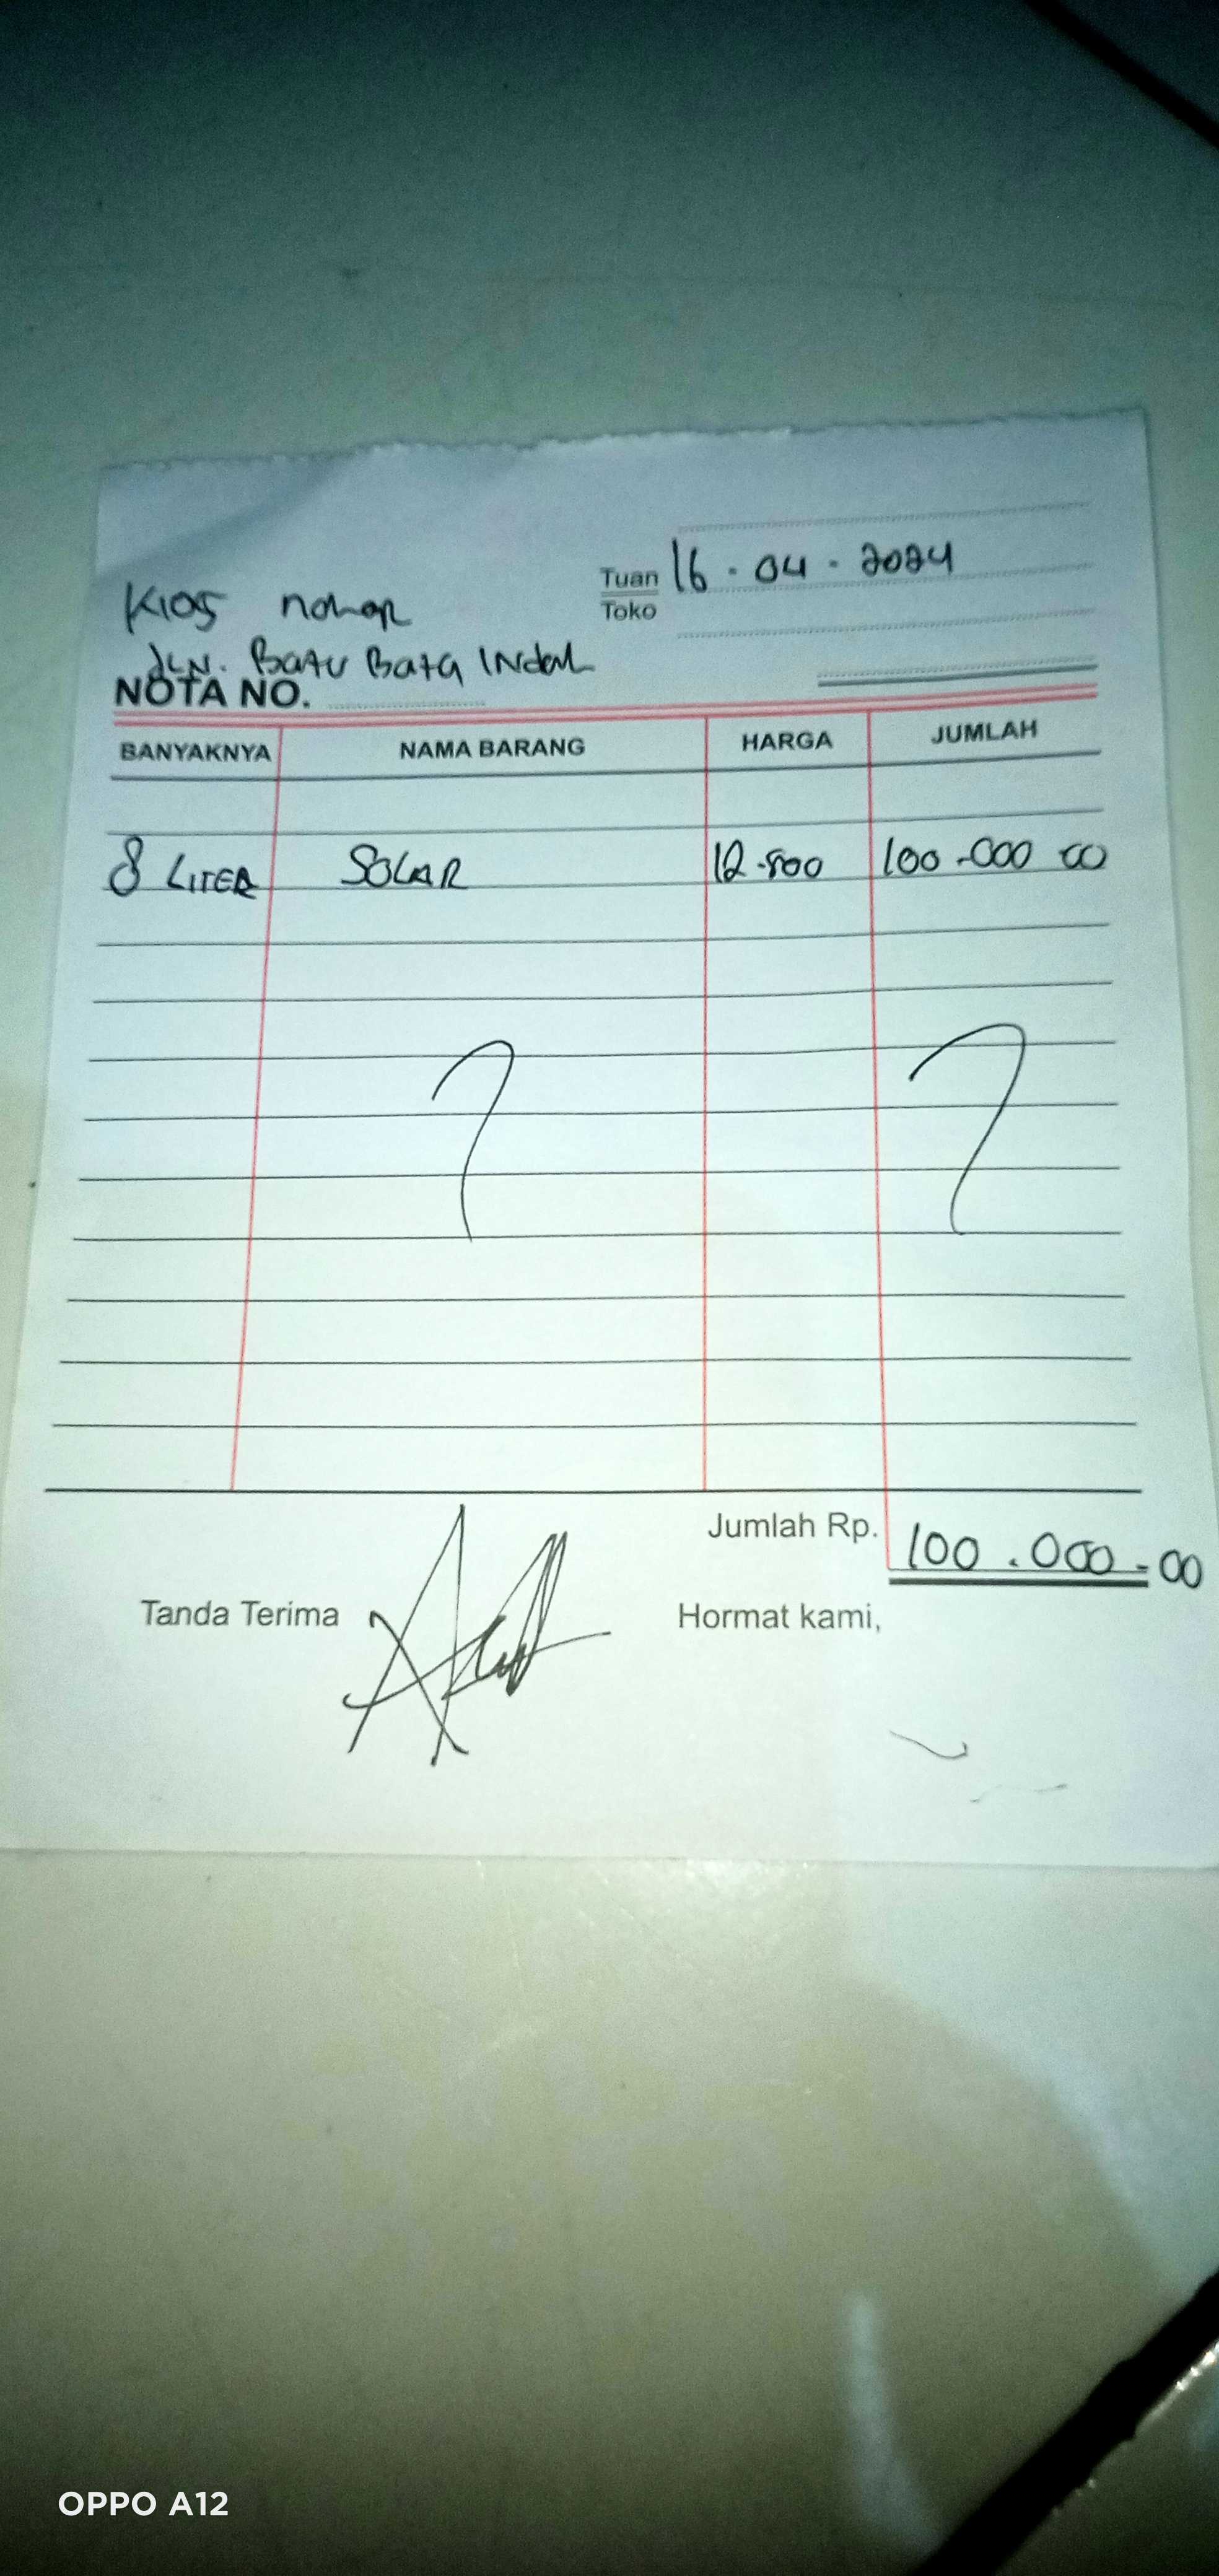 Tuan 16 - 04 - 2024
Toko
Kios
JLN. Batu Bata Indah
NOTA NO.
BANYAKNYA NAMA BARANG HARGA JUMLAH
8 LITER SOLAR 12.500 100.000 00
Jumlah Rp. 100.000-00
Tanda Terima Hormat kami,
OPPO A12